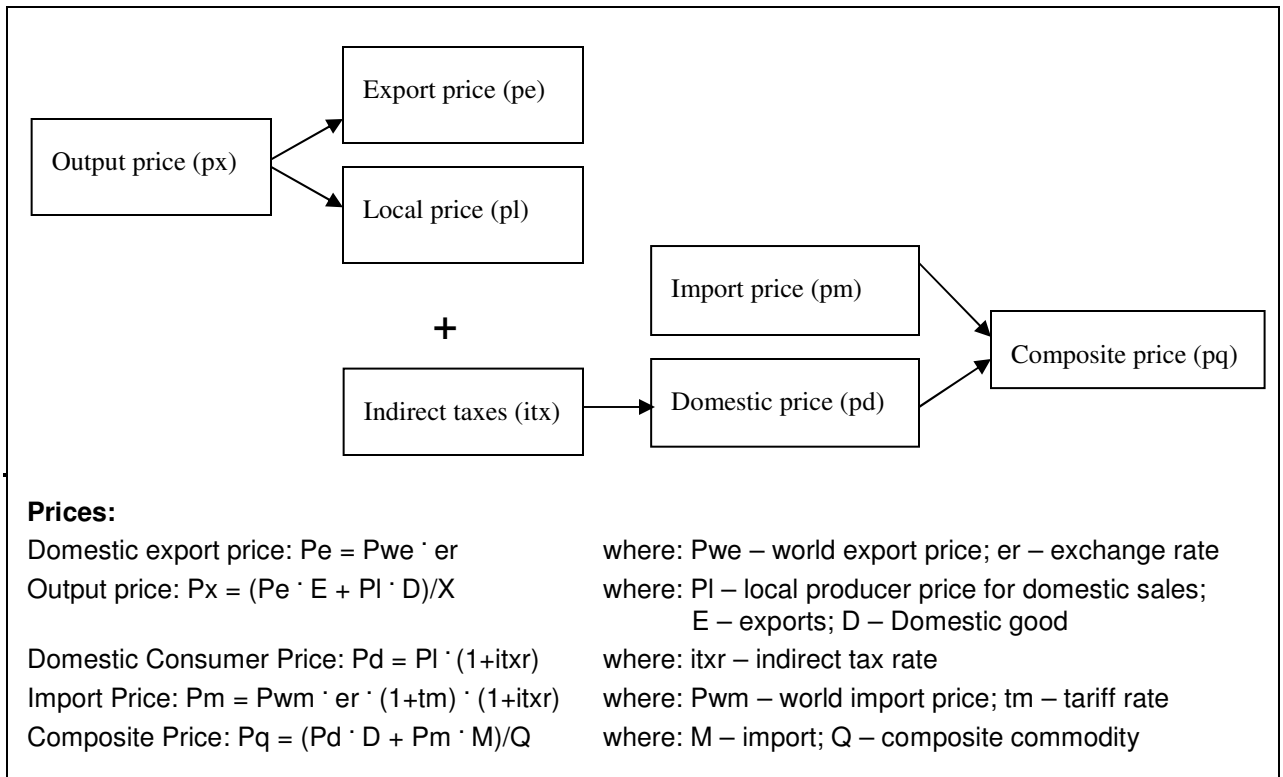 Export price (pe)
Output price (px)
Local price (pl)
Import price (pm)
+
Composite price (pq)
Indirect taxes (itx)
Domestic price (pd)
Prices:
Domestic export price: Pe = Pwe · er where: Pwe – world export price; er – exchange rate
Output price: Px = (Pe · E + Pl · D)/X where: Pl – local producer price for domestic sales;
E – exports; D – Domestic good
Domestic Consumer Price: Pd = Pl · (1+itxr) where: itxr – indirect tax rate
Import Price: Pm = Pwm · er · (1+tm) · (1+itxr) where: Pwm – world import price; tm – tariff rate
Composite Price: Pq = (Pd · D + Pm · M)/Q where: M – import; Q – composite commodity